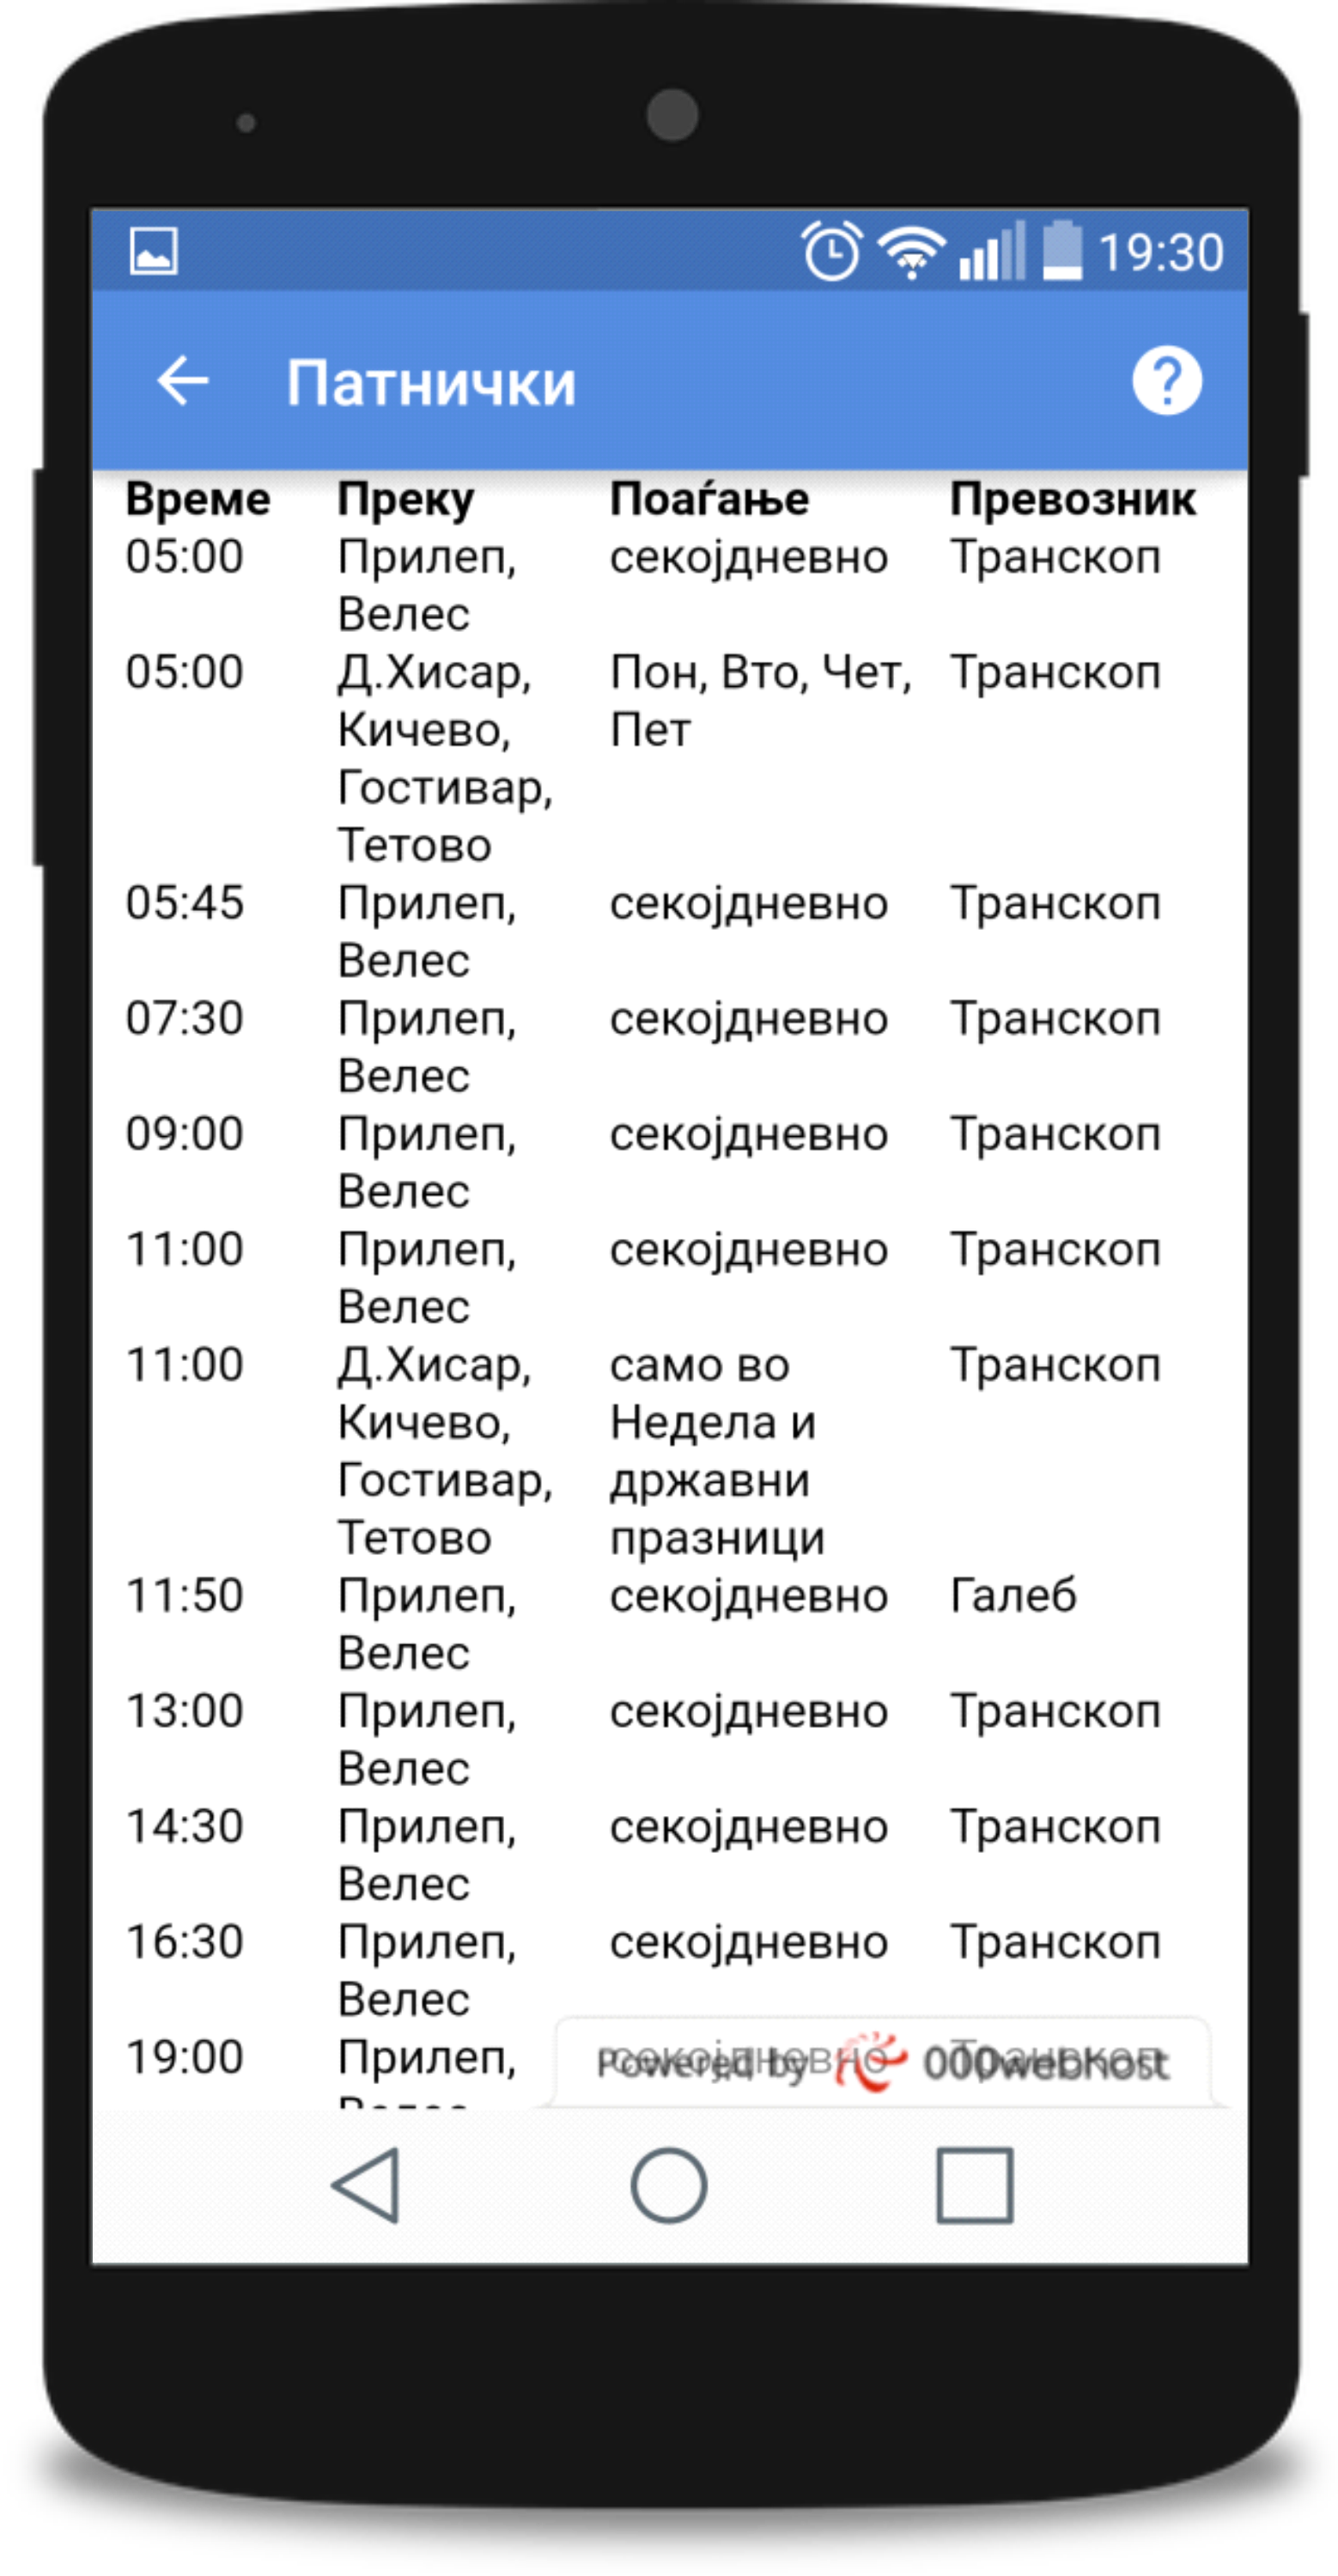 19:30
Патнички
Време Преку Поаѓање Превозник
05:00 Прилеп, секојдневно Транскоп
Велес
05:00 Д.Хисар, Пон, Вто, Чет, Транскоп
Кичево, Пет
Гостивар,
Тетово
05:45 Прилеп, секојдневно Транскоп
Велес
07:30 Прилеп, секојдневно Транскоп
Велес
09:00 Прилеп, секојдневно Транскоп
Велес
11:00 Прилеп, секојдневно Транскоп
Велес
11:00 Д.Хисар, само во Транскоп
Кичево, Недела и
Гостивар, државни
Тетово празници
11:50 Прилеп, секојдневно Галеб
Велес
13:00 Прилеп, секојдневно Транскоп
Велес
14:30 Прилеп, секојдневно Транскоп
Велес
16:30 Прилеп, секојдневно Транскоп
Велес
19:00 Прилеп, секојдневно Транскоп
Велес
Powered by 000webhost